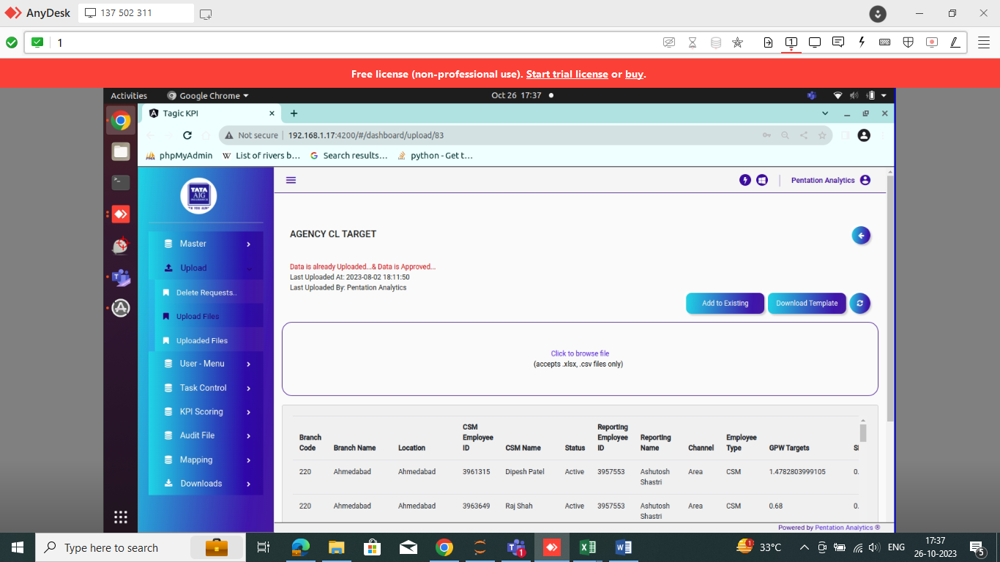 AnyDesk
137 502 311
1
Free license (non-professional use). Start trial license or buy.
Activities Google Chrome Oct 26 17:37
Tagic KPI
Not secure 192.168.1.17:4200/#/dashboard/upload/83
phpMyAdmin List of rivers b... Search results... python - Get t...
TATA
AIG
INSURANCE
Pentation Analytics
Master
Upload
Delete Requests..
Upload Files
Uploaded Files
User - Menu
Task Control
KPI Scoring
Audit File
Mapping
Downloads
AGENCY CL TARGET
Data is already Uploaded...& Data is Approved...
Last Uploaded At: 2023-08-02 18:11:50
Last Uploaded By: Pentation Analytics
Add to Existing Download Template
Click to browse file
(accepts .xlsx, .csv files only)
Branch Code Branch Name Location CSM Employee ID CSM Name Status Reporting Employee ID Reporting Name Channel Employee Type GPW Targets
220 Ahmedabad Ahmedabad 3961315 Dipesh Patel Active 3957553 Ashutosh Shastri Area CSM 1.4782803999105 0.
220 Ahmedabad Ahmedabad 3963649 Raj Shah Active 3957553 Ashutosh Shastri Area CSM 0.68 0.
Powered by Pentation Analytics ®
Type here to search
1
1
33°C
ENG
17:37
26-10-2023
5